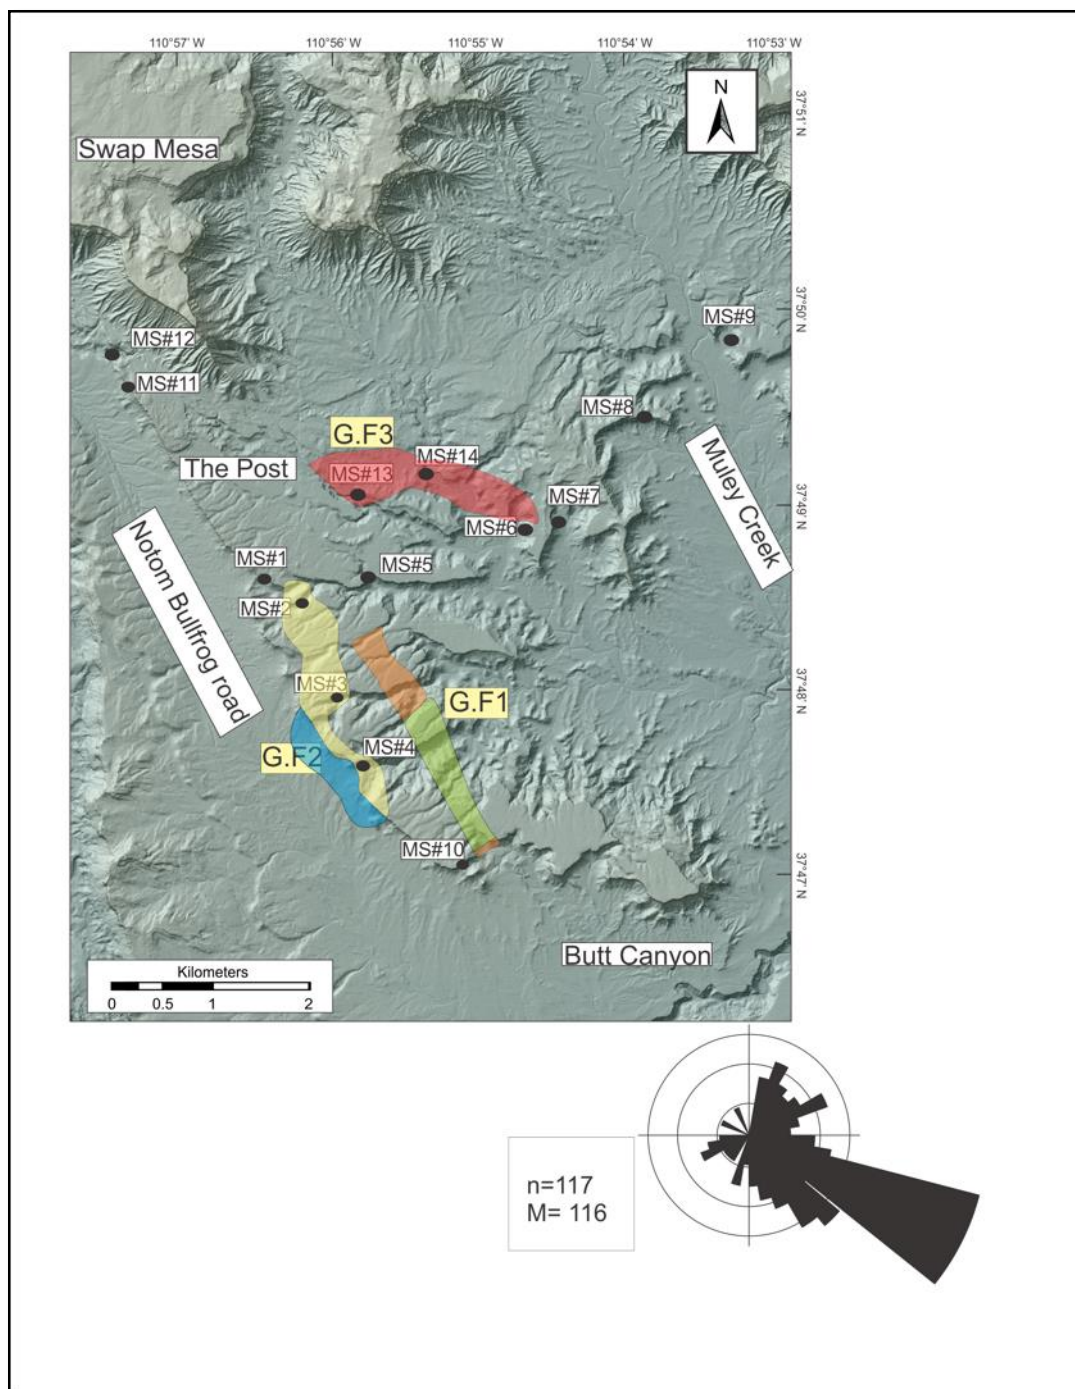 110°57' W
110°56' W
110°55' W
110°54' W
110°53' W
N
37°51' N
Swap Mesa
37°50' N
MS#9
MS#12
MS#11
MS#8
G.F3
Muley Creek
The Post
MS#14
MS#13
MS#7
37°49' N
MS#6
Notom Bullfrog road
MS#1
MS#5
MS#2
MS#3
37°48' N
G.F1
G.F2
MS#4
MS#10
37°47' N
Butt Canyon
Kilometers
0 0.5 1 2
n=117
M= 116